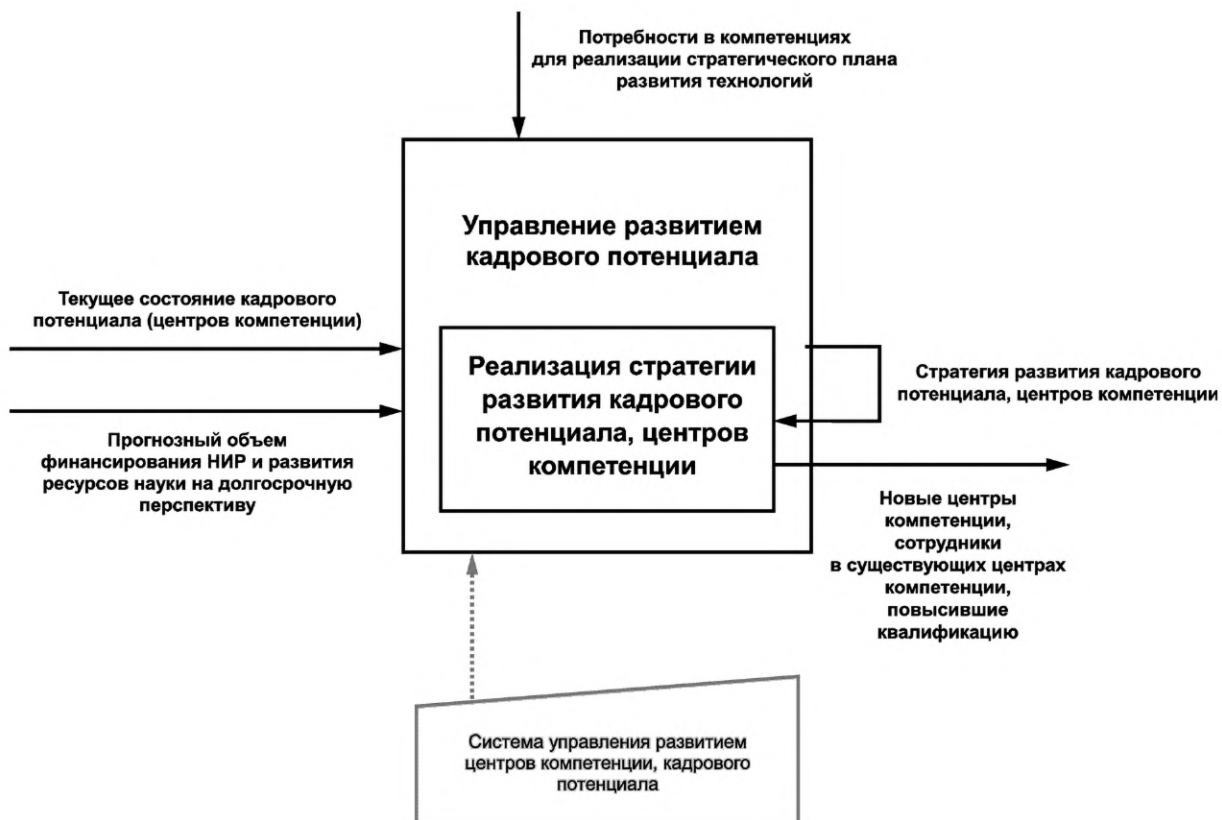 Потребности в компетенциях
для реализации стратегического плана
развития технологий
Управление развитием
кадрового потенциала
Текущее состояние кадрового
потенциала (центров компетенции)
Реализация стратегии
развития кадрового
потенциала, центров
компетенции
Стратегия развития кадрового
потенциала, центров компетенции
Прогнозный объем
финансирования НИР и развития
ресурсов науки на долгосрочную
перспективу
Новые центры
компетенции,
сотрудники
в существующих центрах
компетенции,
повысившие
квалификацию
Система управления развитием
центров компетенции, кадрового
потенциала